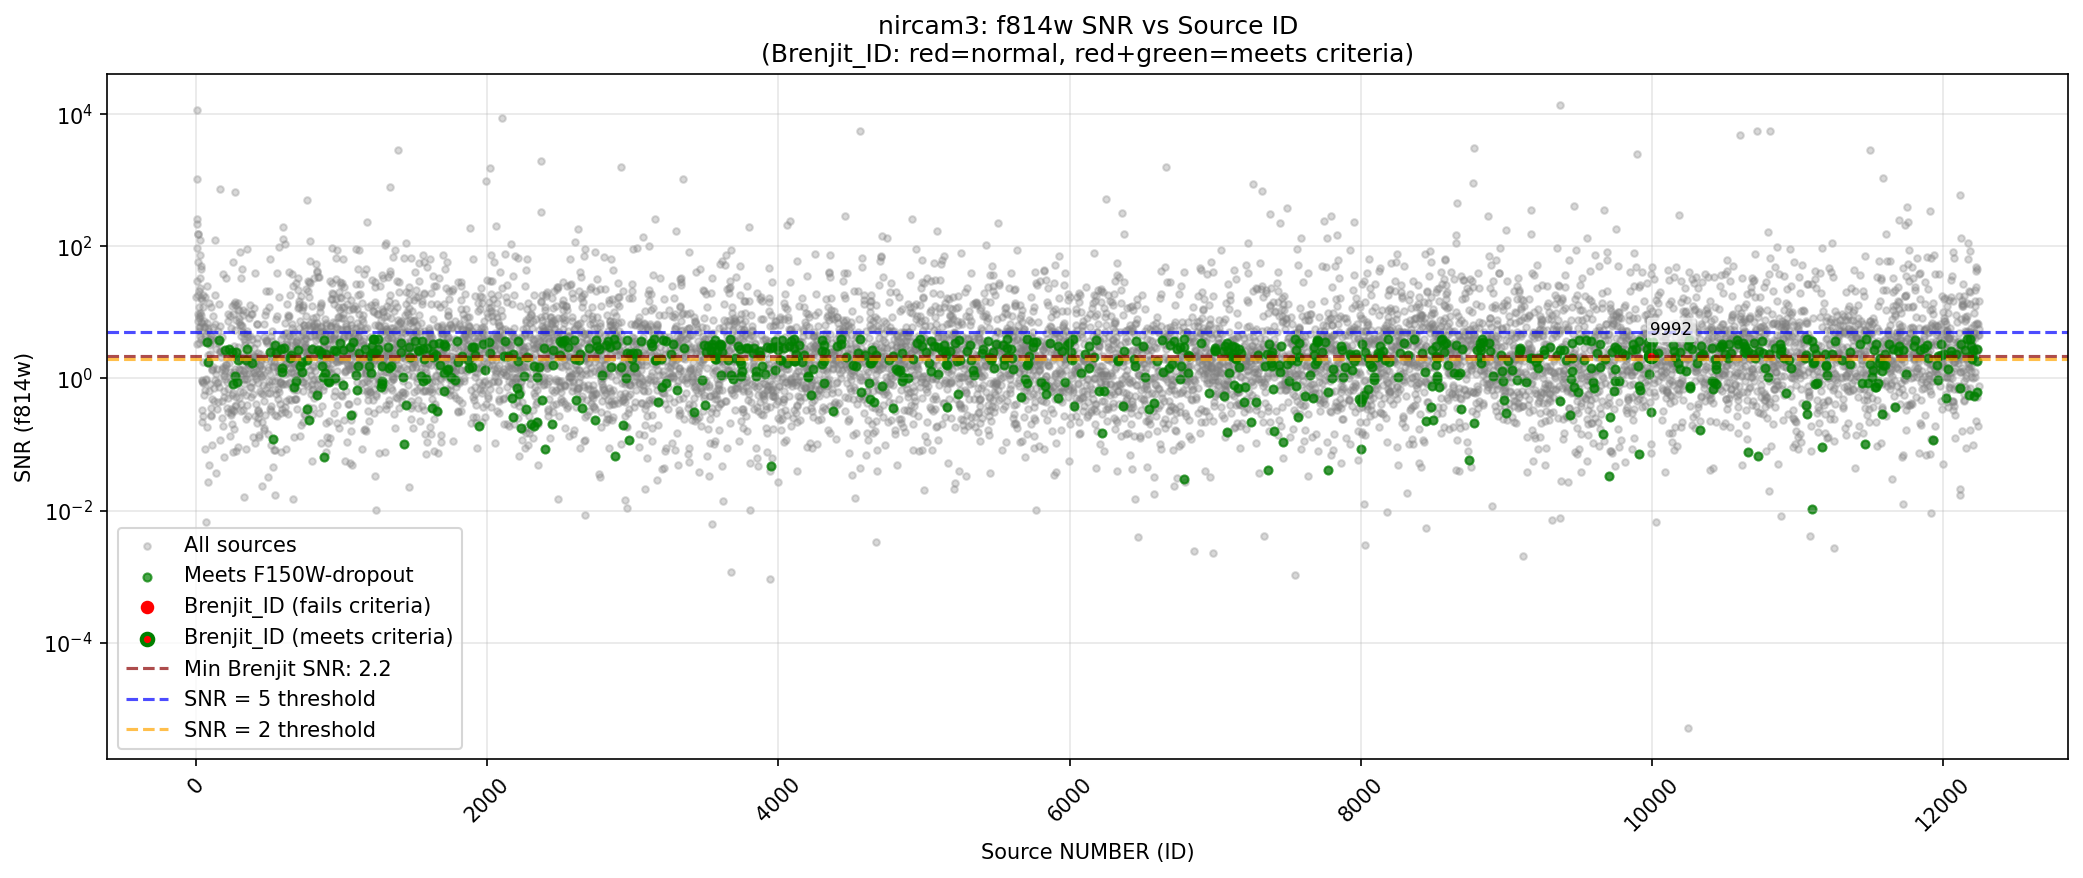 nircam3: f814w SNR vs Source ID
(Brenjit_ID: red=normal, red+green=meets criteria)
SNR (f814w)
10^4
10^2
10^0
10^−2
10^−4
9992
All sources
Meets F150W-dropout
Brenjit_ID (fails criteria)
Brenjit_ID (meets criteria)
Min Brenjit SNR: 2.2
SNR = 5 threshold
SNR = 2 threshold
0
2000
4000
6000
8000
10000
12000
Source NUMBER (ID)